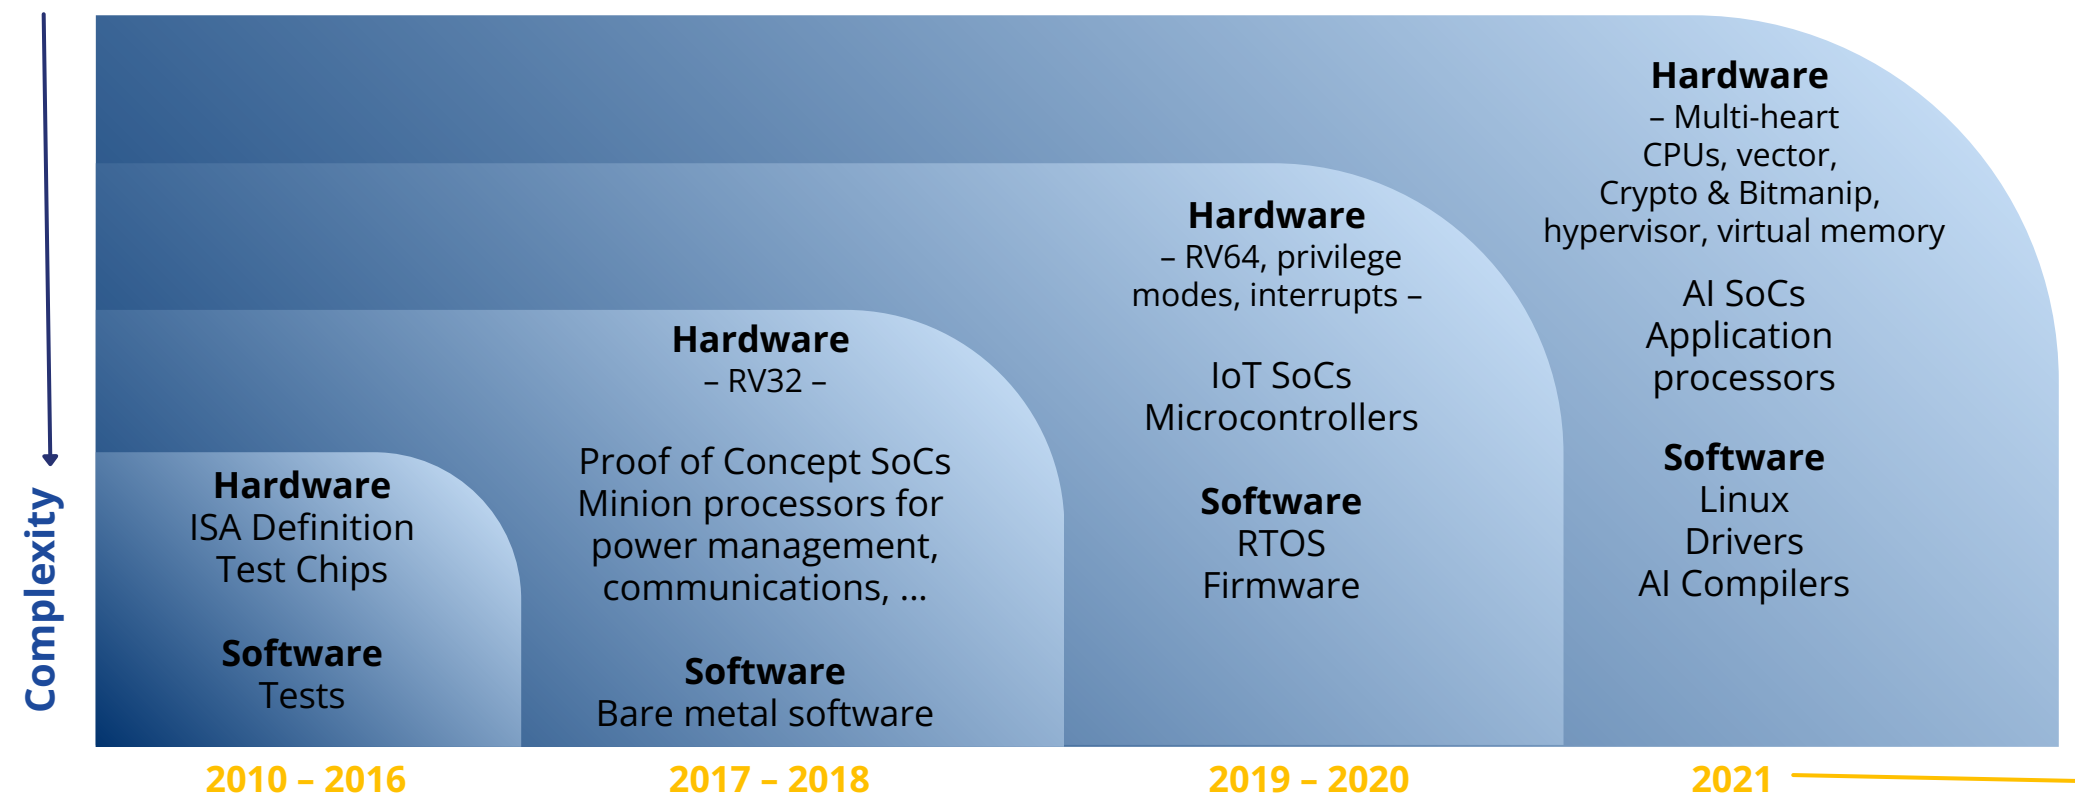 Complexity
Hardware
ISA Definition
Test Chips
Software
Tests
2010 – 2016
Hardware
– RV32 –
Proof of Concept SoCs
Minion processors for
power management,
communications, ...
Software
Bare metal software
2017 – 2018
Hardware
– RV64, privilege
modes, interrupts –
IoT SoCs
Microcontrollers
Software
RTOS
Firmware
2019 – 2020
Hardware
– Multi-heart
CPUs, vector,
Crypto & Bitmanip,
hypervisor, virtual memory
AI SoCs
Application
processors
Software
Linux
Drivers
AI Compilers
2021